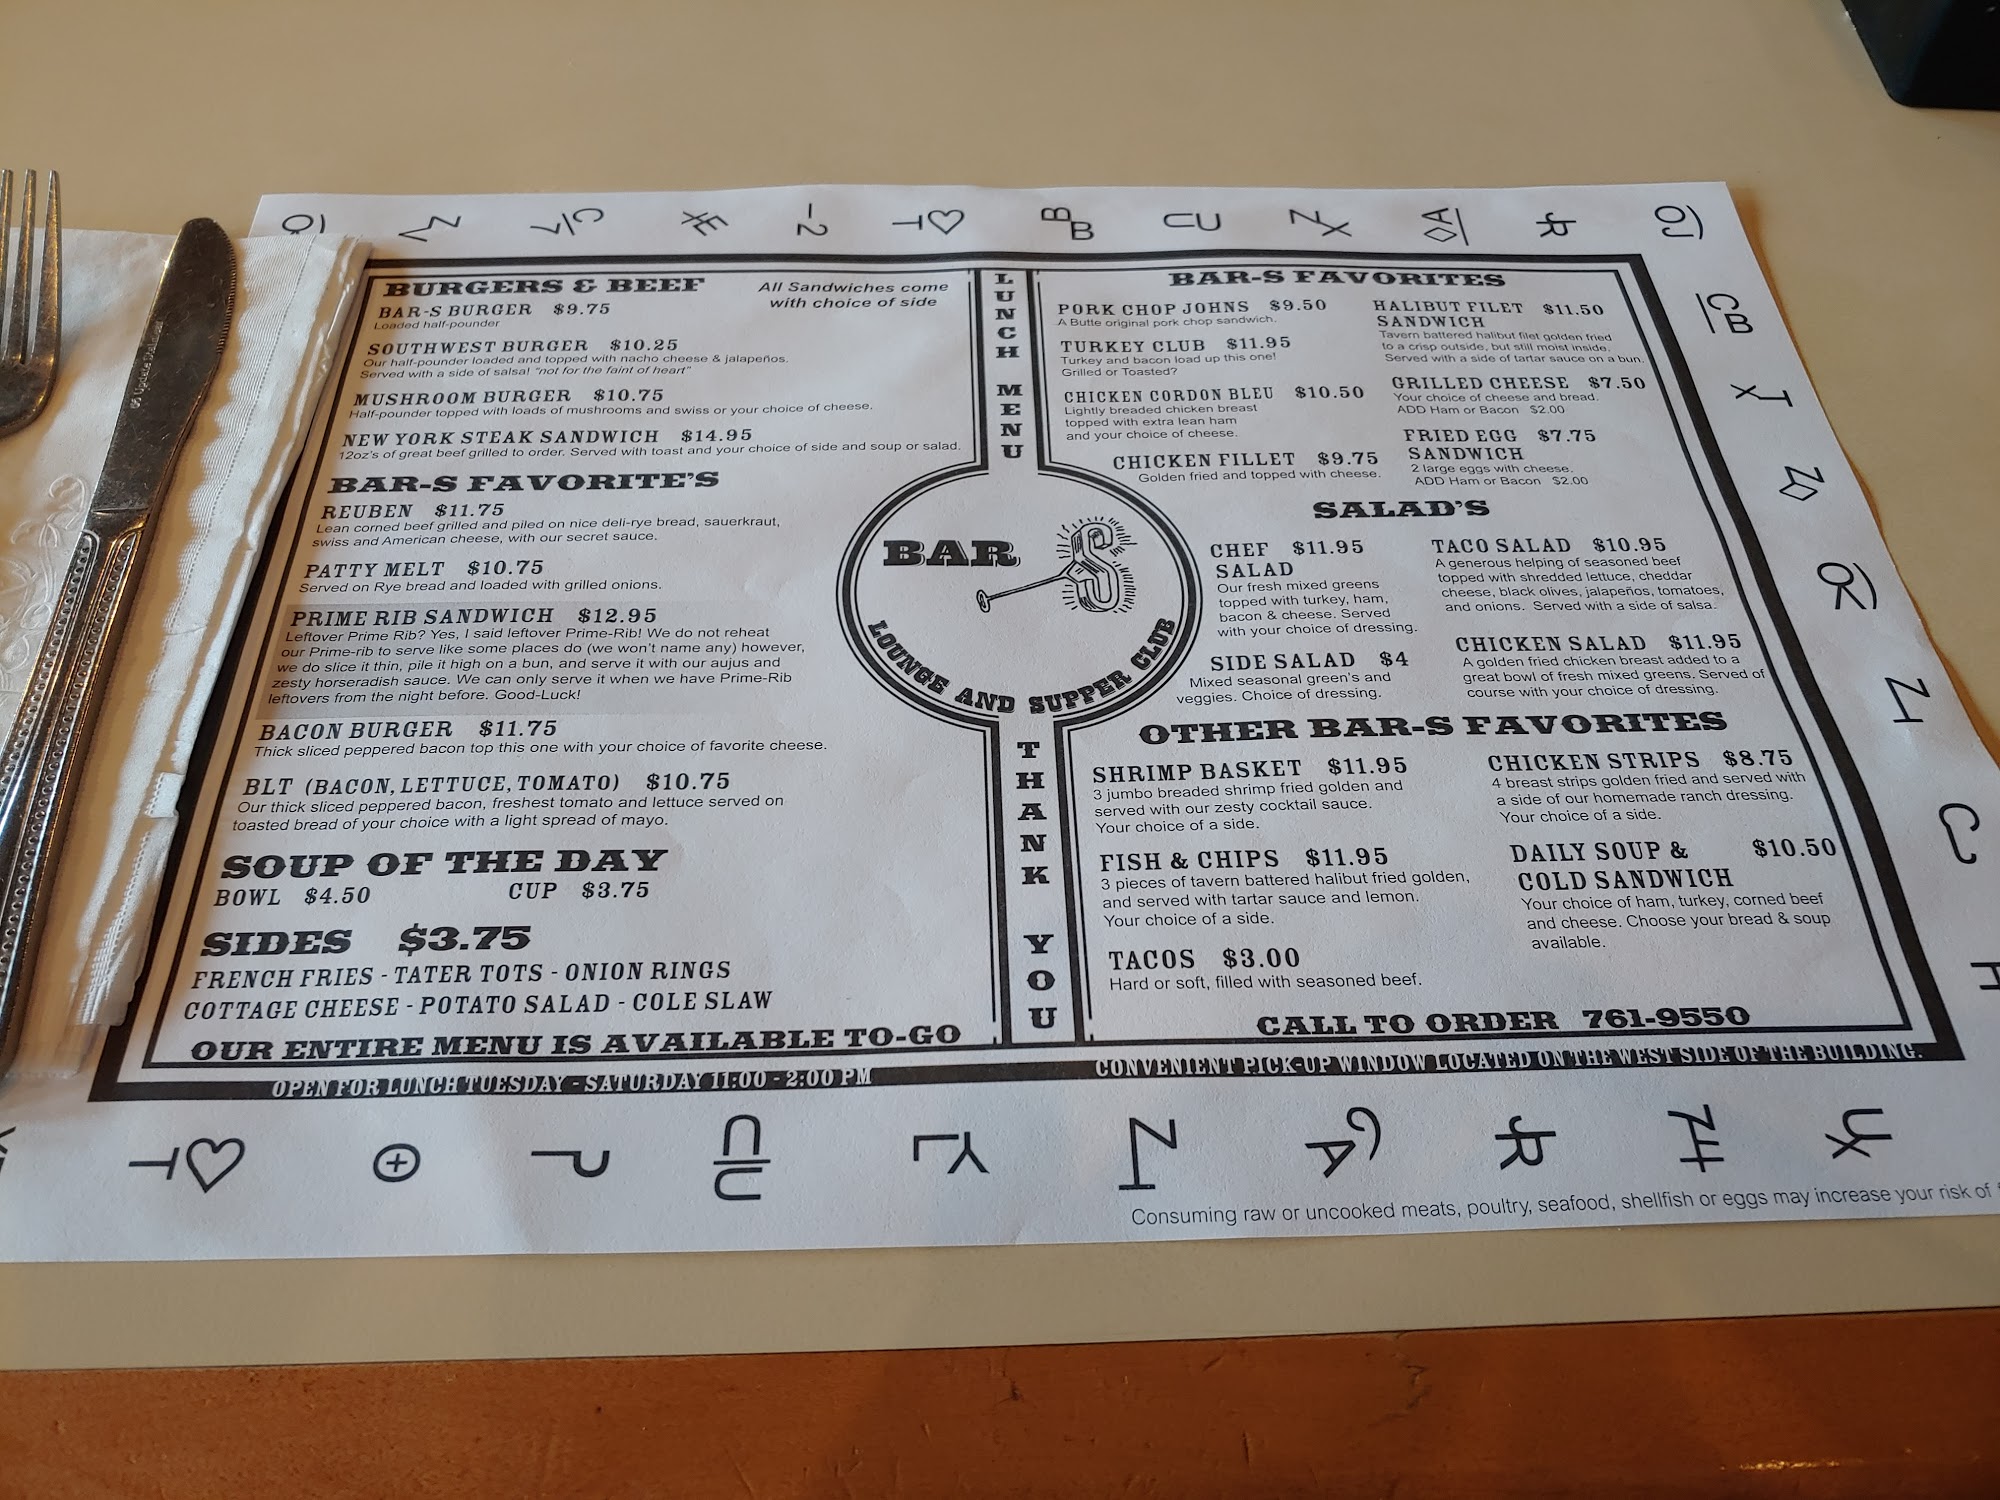 BURGERS & BEEF
All Sandwiches come
with choice of side
BAR-S BURGER $9.75
Loaded half-pounder
SOUTHWEST BURGER $10.25
Our half-pounder loaded and topped with nacho cheese & jalapeños.
Served with a side of salsa! "not for the faint of heart"
MUSHROOM BURGER $10.75
Half-pounder topped with loads of mushrooms and swiss or your choice of cheese.
NEW YORK STEAK SANDWICH $14.95
12oz's of great beef grilled to order. Served with toast and your choice of side and soup or salad.
BAR-S FAVORITE'S
REUBEN $11.75
Lean corned beef grilled and piled on nice deli-rye bread, sauerkraut,
swiss and American cheese, with our secret sauce.
PATTY MELT $10.75
Served on Rye bread and loaded with grilled onions.
PRIME RIB SANDWICH $12.95
Leftover Prime Rib? Yes, I said leftover Prime-Rib! We do not reheat
our Prime-rib to serve like some places do (we won't name any) however,
we do slice it thin, pile it high on a bun, and serve it with our aujus and
zesty horseradish sauce. We can only serve it when we have Prime-Rib
leftovers from the night before. Good-Luck!
BACON BURGER $11.75
Thick sliced peppered bacon top this one with your choice of favorite cheese.
BLT (BACON, LETTUCE, TOMATO) $10.75
Our thick sliced peppered bacon, freshest tomato and lettuce served on
toasted bread of your choice with a light spread of mayo.
SOUP OF THE DAY
BOWL $4.50 CUP $3.75
SIDES $3.75
FRENCH FRIES - TATER TOTS - ONION RINGS
COTTAGE CHEESE - POTATO SALAD - COLE SLAW
OUR ENTIRE MENU IS AVAILABLE TO-GO
OPEN FOR LUNCH TUESDAY - SATURDAY 11:00 - 2:00 PM
LUNCH MENU
BAR S
LOUNGE AND SUPPER CLUB
THANK YOU
BAR-S FAVORITES
PORK CHOP JOHNS $9.50
A Butte original pork chop sandwich.
TURKEY CLUB $11.95
Turkey and bacon load up this one!
Grilled or Toasted?
CHICKEN CORDON BLEU $10.50
Lightly breaded chicken breast
topped with extra lean ham
and your choice of cheese.
CHICKEN FILLET $9.75
Golden fried and topped with cheese.
HALIBUT FILET $11.50
SANDWICH
Tavern battered halibut filet golden fried
to a crisp outside, but still moist inside.
Served with a side of tartar sauce on a bun.
GRILLED CHEESE $7.50
Your choice of cheese and bread.
ADD Ham or Bacon $2.00
FRIED EGG $7.75
SANDWICH
2 large eggs with cheese.
ADD Ham or Bacon $2.00
SALAD'S
CHEF $11.95
SALAD
Our fresh mixed greens
topped with turkey, ham,
bacon & cheese. Served
with your choice of dressing.
SIDE SALAD $4
Mixed seasonal green's and
veggies. Choice of dressing.
TACO SALAD $10.95
A generous helping of seasoned beef
topped with shredded lettuce, cheddar
cheese, black olives, jalapeños, tomatoes,
and onions. Served with a side of salsa.
CHICKEN SALAD $11.95
A golden fried chicken breast added to a
great bowl of fresh mixed greens. Served of
course with your choice of dressing.
OTHER BAR-S FAVORITES
SHRIMP BASKET $11.95
3 jumbo breaded shrimp fried golden and
served with our zesty cocktail sauce.
Your choice of a side.
FISH & CHIPS $11.95
3 pieces of tavern battered halibut fried golden,
and served with tartar sauce and lemon.
Your choice of a side.
TACOS $3.00
Hard or soft, filled with seasoned beef.
CHICKEN STRIPS $8.75
4 breast strips golden fried and served with
a side of our homemade ranch dressing.
Your choice of a side.
DAILY SOUP & $10.50
COLD SANDWICH
Your choice of ham, turkey, corned beef
and cheese. Choose your bread & soup
available.
CALL TO ORDER 761-9550
CONVENIENT PICK-UP WINDOW LOCATED ON THE WEST SIDE OF THE BUILDING.
Consuming raw or uncooked meats, poultry, seafood, shellfish or eggs may increase your risk of